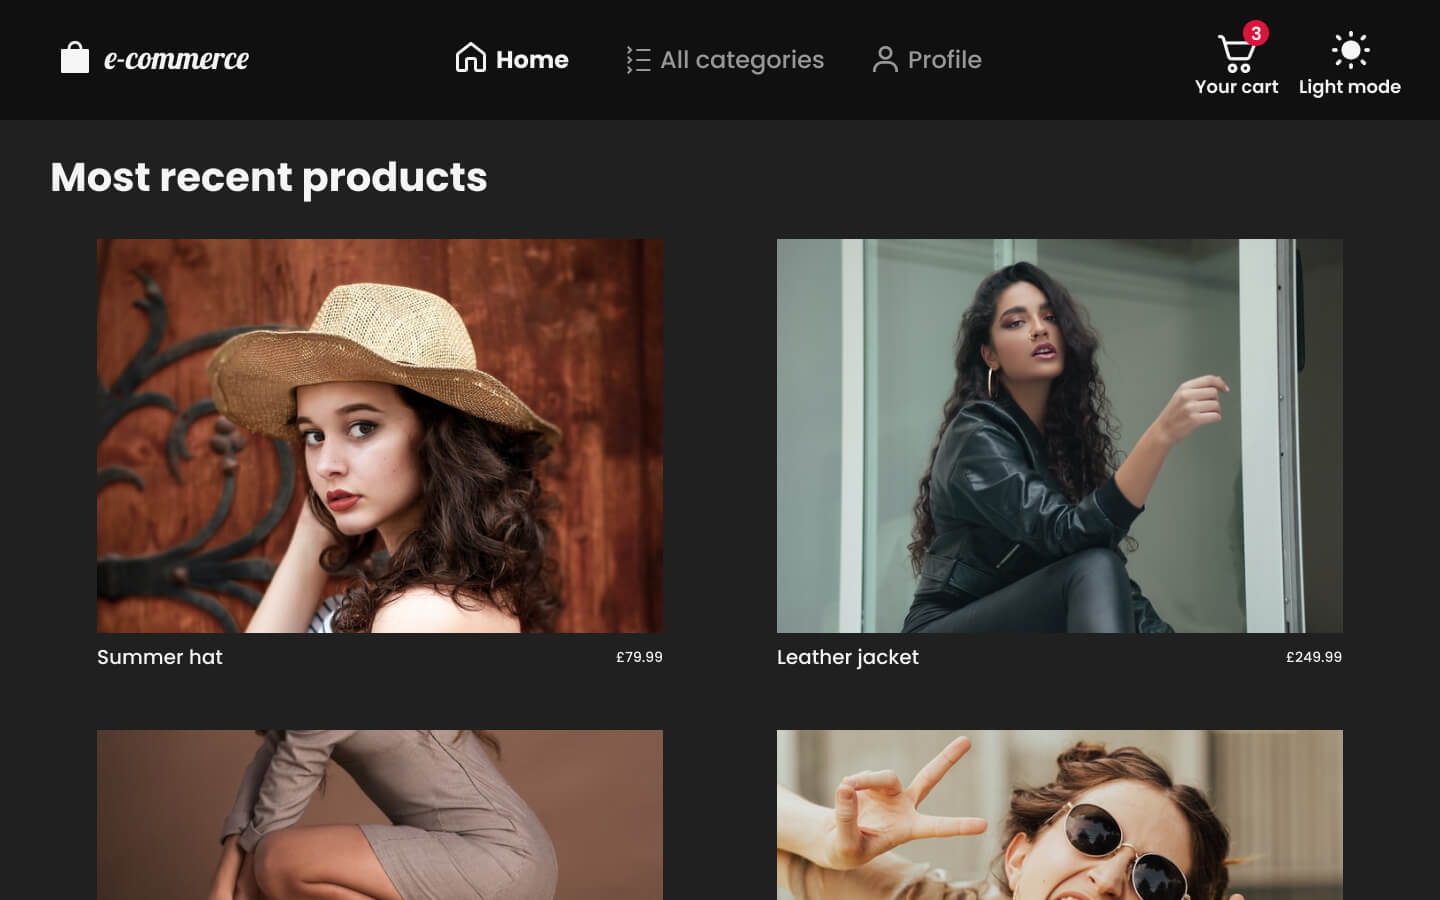 e-commerce
Home
All categories
Profile
3
Your cart
Light mode
Most recent products
Summer hat
£79.99
Leather jacket
£249.99